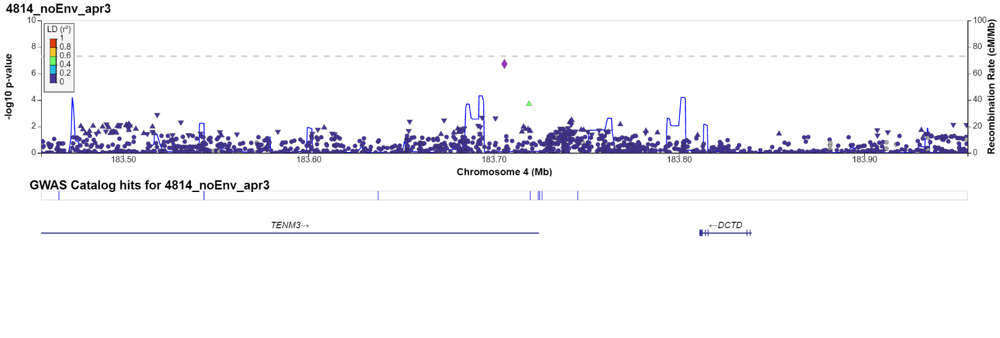 4814_noEnv_apr3
10
8
6
4
2
0
-log10 p-value
LD (r²)
1
0.8
0.6
0.4
0.2
0
100
80
60
40
20
0
Recombination Rate (cM/Mb)
183.50
183.60
183.70
183.80
183.90
Chromosome 4 (Mb)
GWAS Catalog hits for 4814_noEnv_apr3
TENM3→
←DCTD